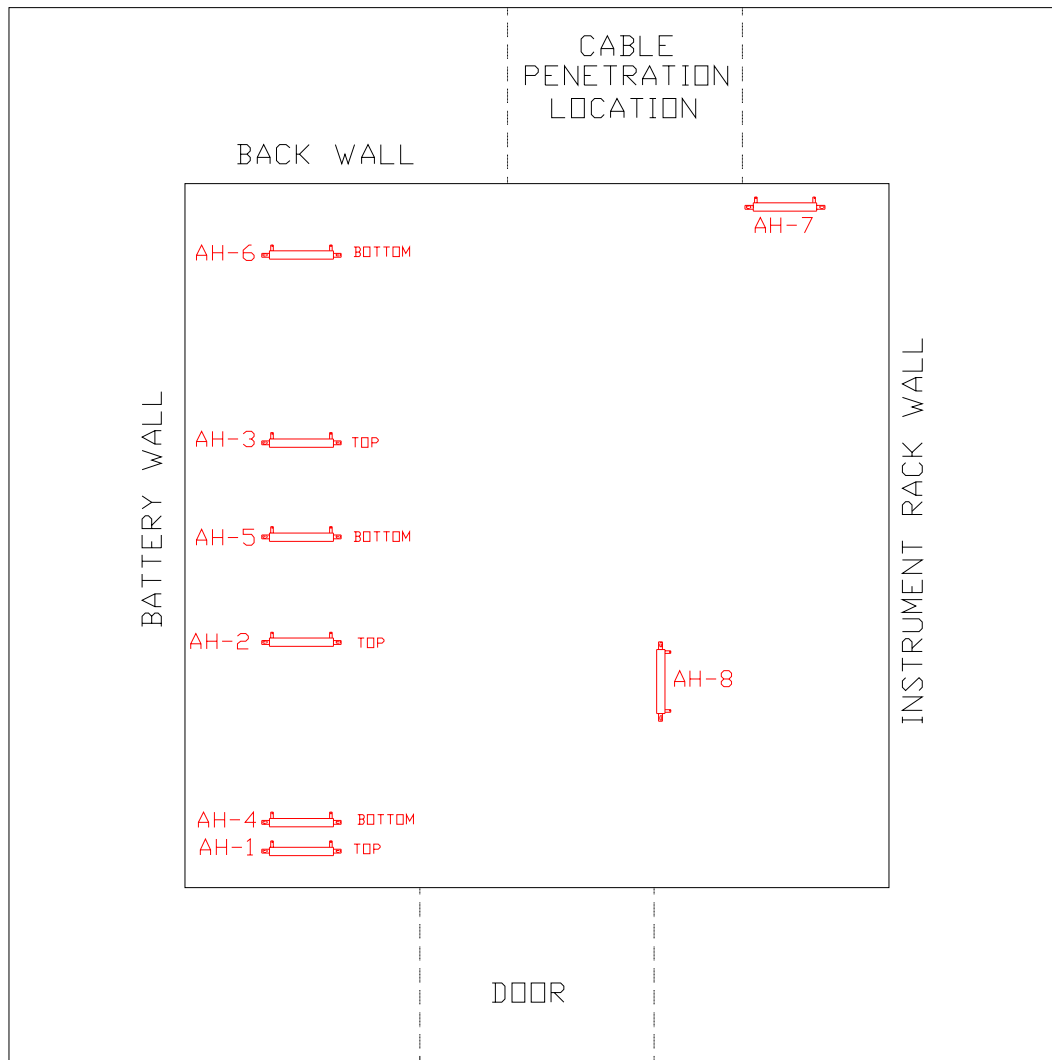 CABLE
PENETRATION
LOCATION
BACK WALL
AH-7
AH-6 BOTTOM
AH-3 TOP
BATTERY WALL
INSTRUMENT RACK WALL
AH-5 BOTTOM
AH-2 TOP
AH-8
AH-4 BOTTOM
AH-1 TOP
DOOR